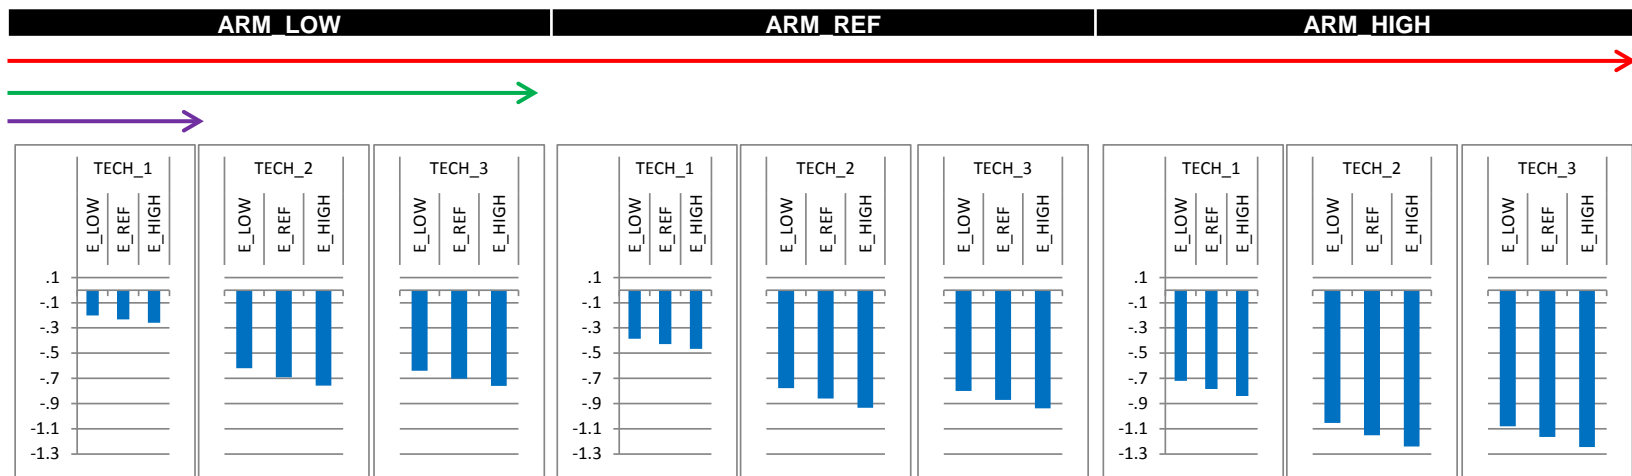 ARM_LOW ARM_REF ARM_HIGH
TECH_1 TECH_2 TECH_3 TECH_1 TECH_2 TECH_3 TECH_1 TECH_2 TECH_3
E_LOW E_REF E_HIGH E_LOW E_REF E_HIGH E_LOW E_REF E_HIGH E_LOW E_REF E_HIGH E_LOW E_REF E_HIGH E_LOW E_REF E_HIGH E_LOW E_REF E_HIGH E_LOW E_REF E_HIGH E_LOW E_REF E_HIGH
.1 .1 .1
-.1 -.1 -.1
-.3 -.3 -.3
-.5 -.5 -.5
-.7 -.7 -.7
-.9 -.9 -.9
-1.1 -1.1 -1.1
-1.3 -1.3 -1.3